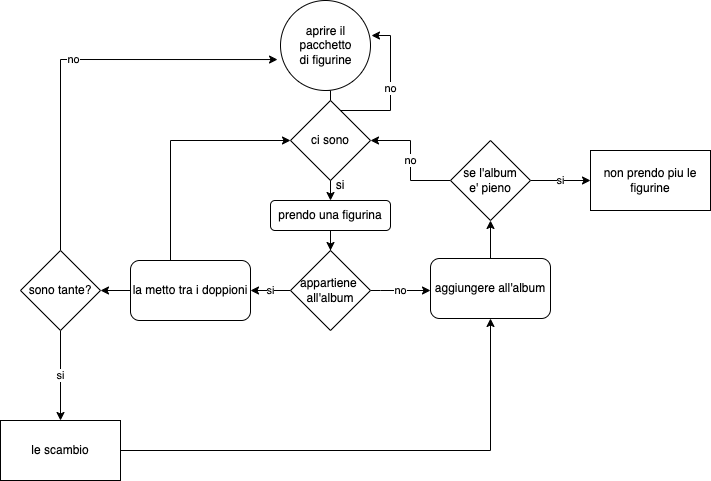 aprire il
pacchetto
di figurine
no
no
ci sono
no
se l'album
e' pieno
si
non prendo piu le
figurine
si
prendo una figurina
sono tante?
la metto tra i doppioni
si
appartiene
all'album
no
aggiungere all'album
si
le scambio